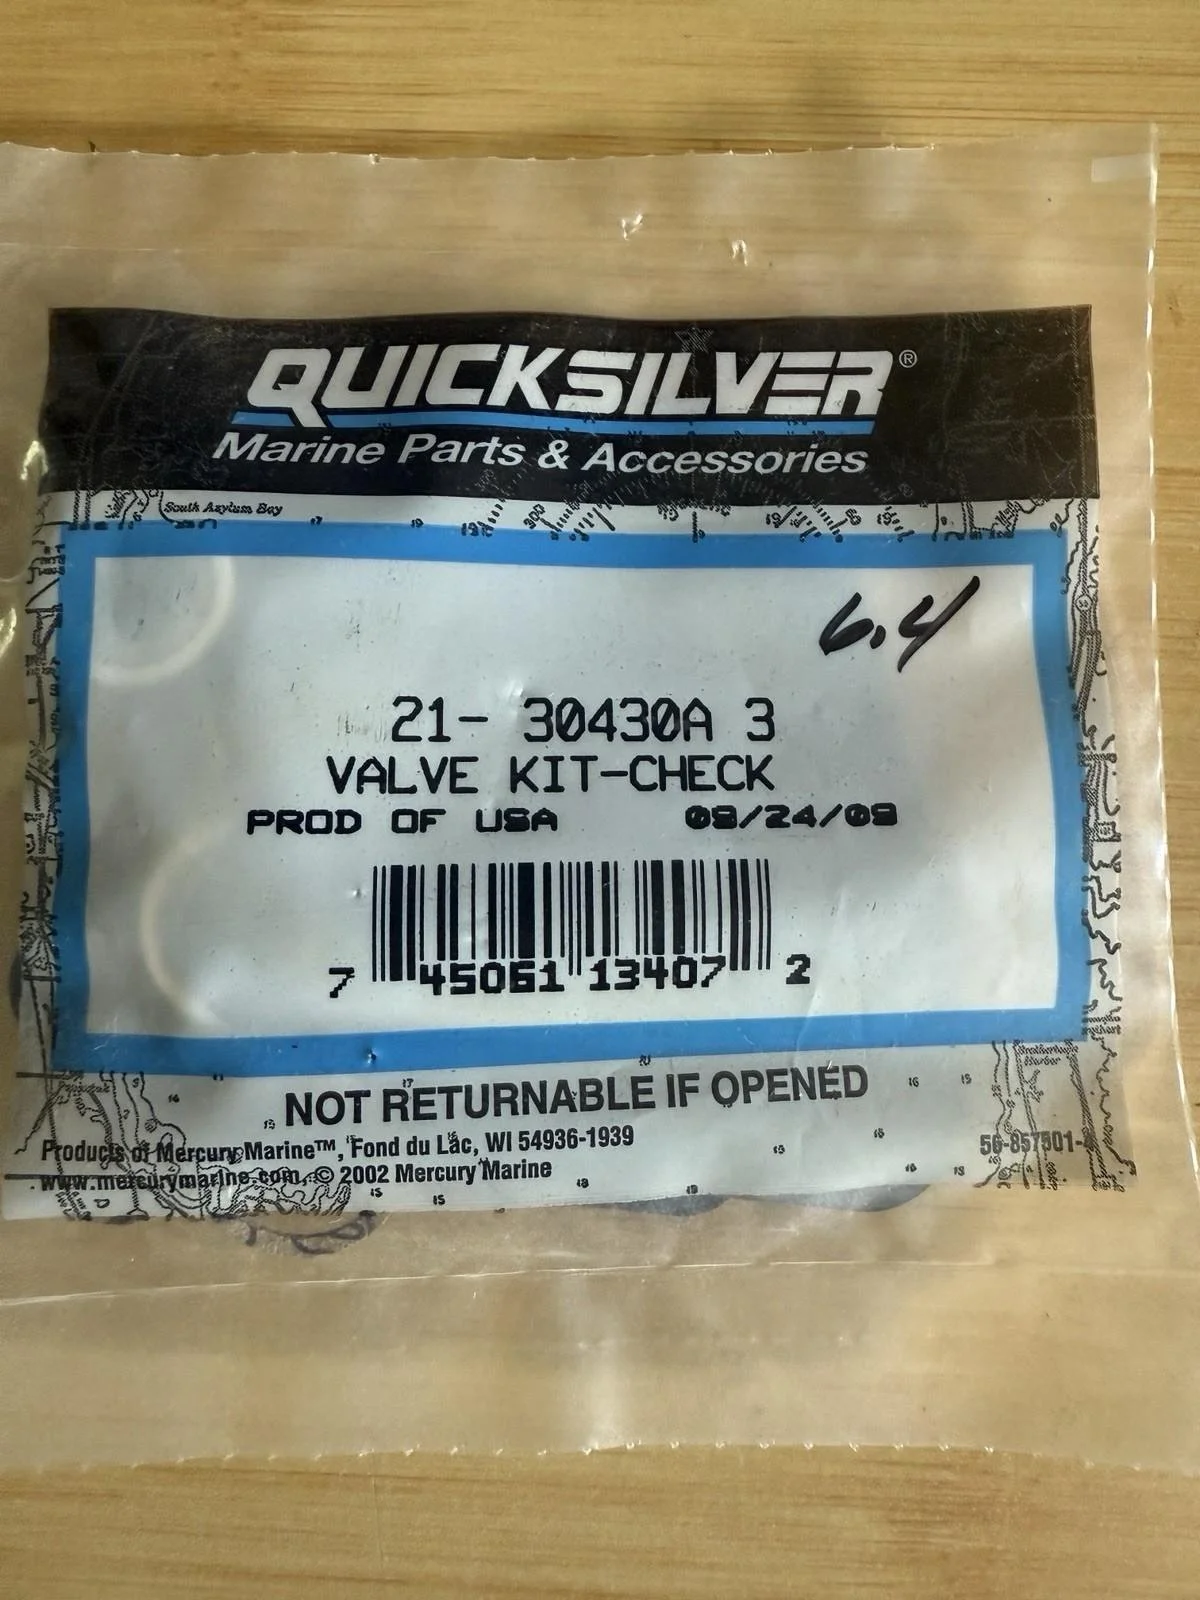 QUICKSILVER®
Marine Parts & Accessories
South Asylum Bay
6.4
21- 30430A 3
VALVE KIT-CHECK
PROD OF USA 09/24/09
7 45061 13407 2
NOT RETURNABLE IF OPENED
Products of Mercury Marine™, Fond du Lac, WI 54936-1939
www.mercurymarine.com, © 2002 Mercury Marine